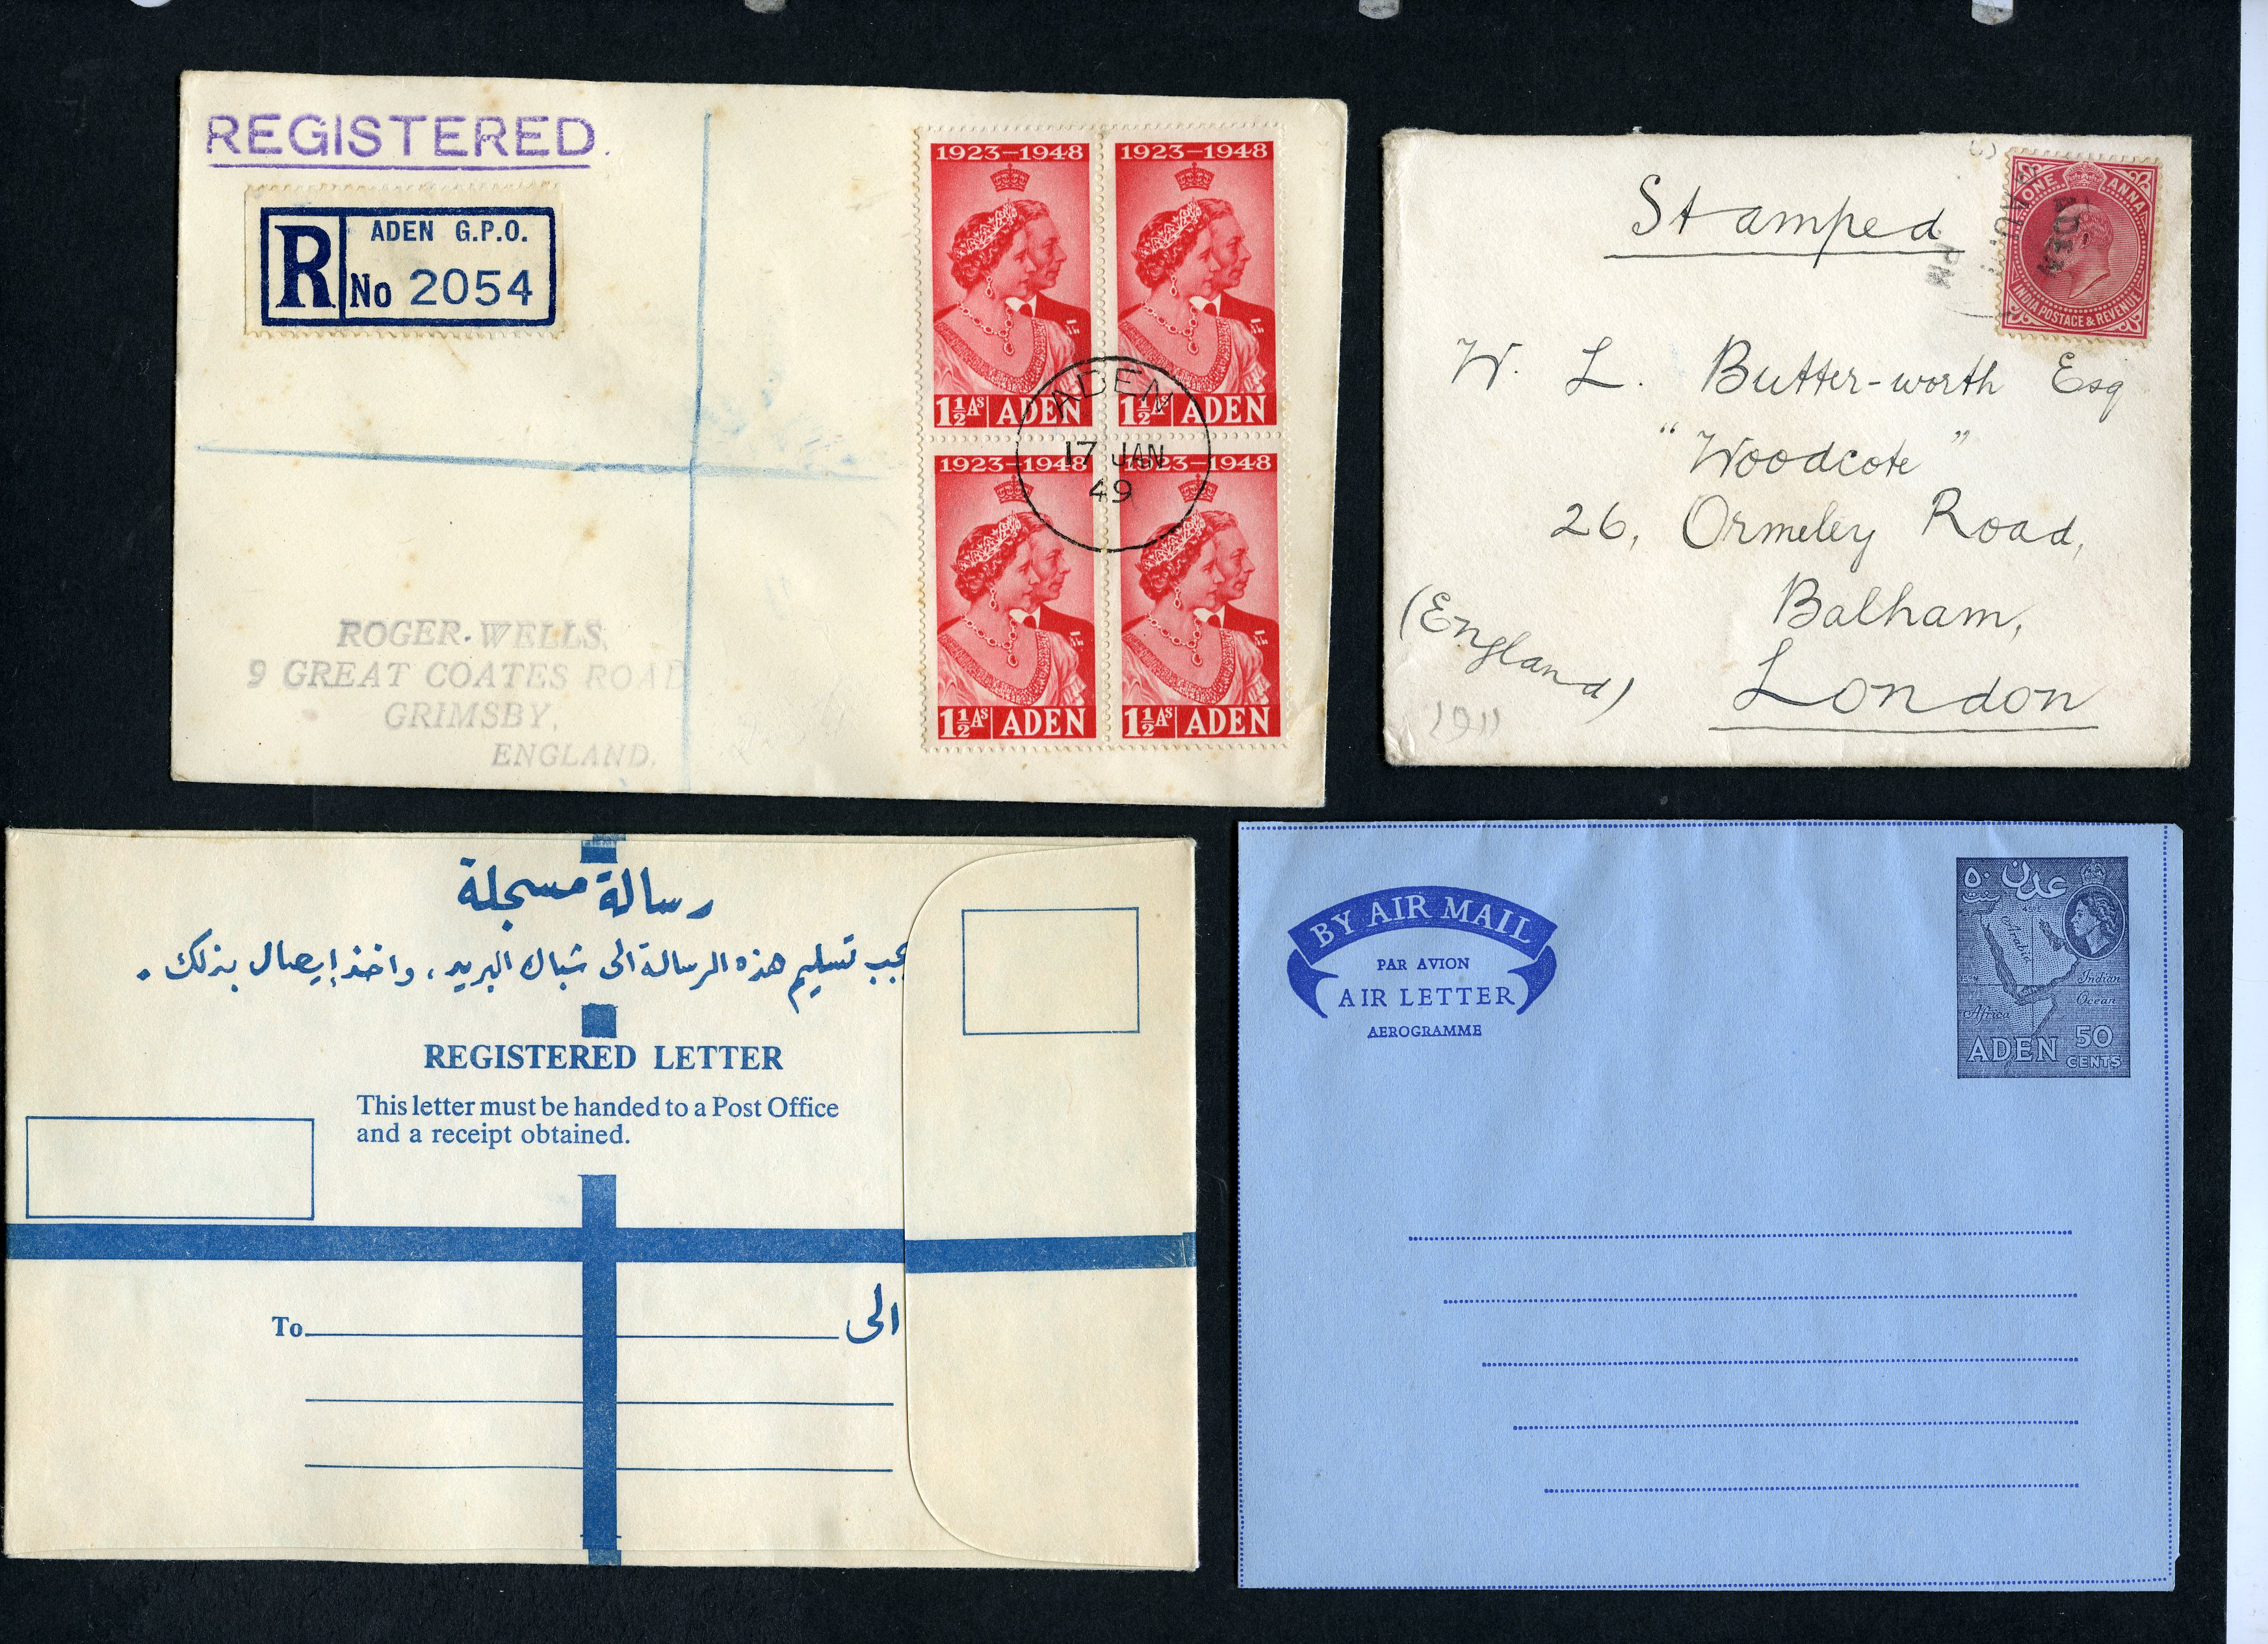 REGISTERED
R
ADEN G.P.O.
No 2054
ROGER. WELLS,
9 GREAT COATES ROAD
GRIMSBY,
ENGLAND.
1923–1948
1½As ADEN
1923–1948
1½As ADEN
1923–1948
1½As ADEN
1923–1948
1½As ADEN
ADEN
17 JAN
49
Stamped
ONE ANNA
INDIA POSTAGE & REVENUE
ADEN
PM
W. L. Butter-worth Esq
"Woodcote"
26, Ormeley Road,
Balham,
London
(England)
1911
رسالة مسجلة
يجب تسليم هذه الرسالة الى شباك البريد، واخذ إيصال بذلك.
REGISTERED LETTER
This letter must be handed to a Post Office
and a receipt obtained.
To
الى
BY AIR MAIL
PAR AVION
AIR LETTER
AEROGRAMME
٥٠ عدن
سنت
Arabia
Indian
Ocean
Africa
ADEN 50
CENTS